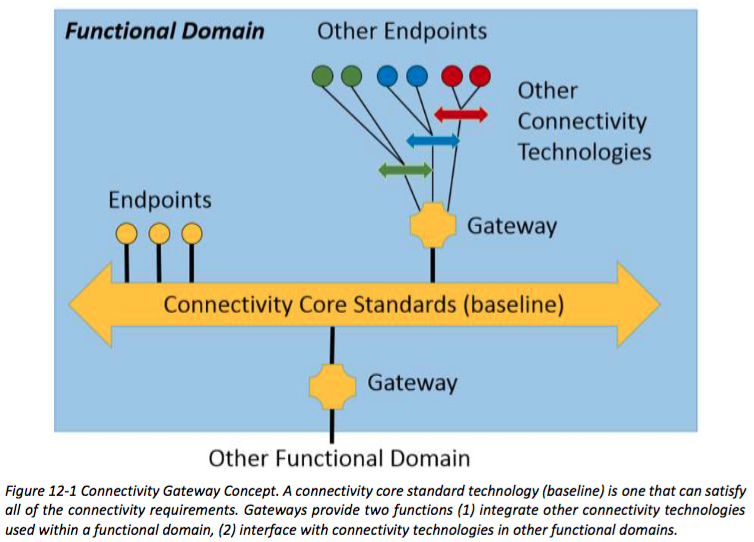 Functional Domain
Other Endpoints
Other
Connectivity
Technologies
Endpoints
Gateway
Connectivity Core Standards (baseline)
Gateway
Other Functional Domain
Figure 12-1 Connectivity Gateway Concept. A connectivity core standard technology (baseline) is one that can satisfy
all of the connectivity requirements. Gateways provide two functions (1) integrate other connectivity technologies
used within a functional domain, (2) interface with connectivity technologies in other functional domains.